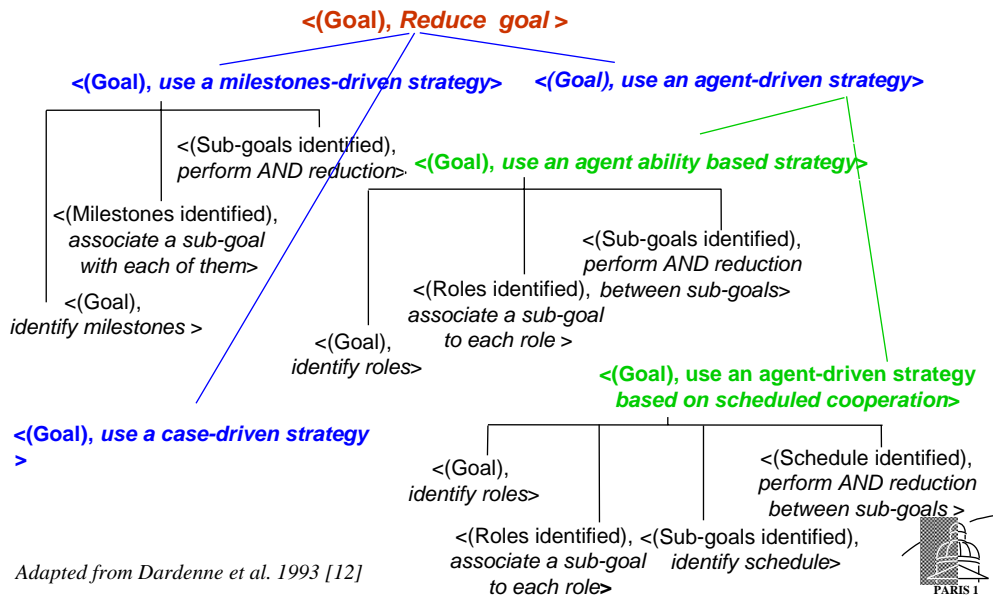 <(Goal), Reduce goal >
<(Goal), use a milestones-driven strategy>
<(Goal), use an agent-driven strategy>
<(Sub-goals identified),
perform AND reduction>
<(Goal), use an agent ability based strategy>
<(Milestones identified),
associate a sub-goal
with each of them>
<(Goal),
identify milestones >
<(Sub-goals identified),
perform AND reduction
between sub-goals>
<(Roles identified),
associate a sub-goal
to each role >
<(Goal),
identify roles>
<(Goal), use an agent-driven strategy
based on scheduled cooperation>
<(Goal), use a case-driven strategy
>
<(Goal),
identify roles>
<(Schedule identified),
perform AND reduction
between sub-goals >
<(Roles identified),
associate a sub-goal
to each role>
<(Sub-goals identified),
identify schedule>
Adapted from Dardenne et al. 1993 [12]
PARIS 1